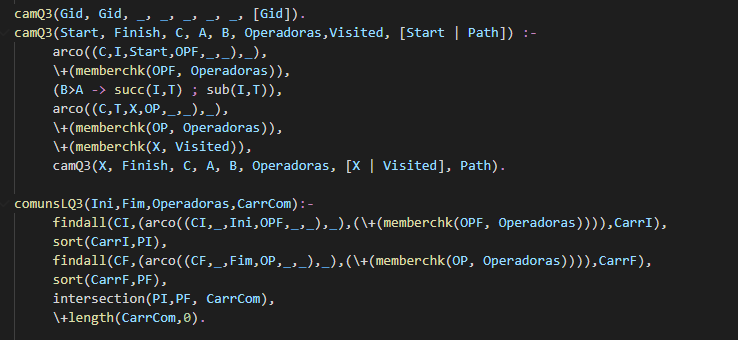 camQ3(Gid, Gid, _, _, _, _, _, [Gid]).
camQ3(Start, Finish, C, A, B, Operadoras,Visited, [Start | Path]) :-
arco((C,I,Start,OPF,_,_),_),
\+(memberchk(OPF, Operadoras)),
(B>A -> succ(I,T) ; sub(I,T)),
arco((C,T,X,OP,_,_),_),
\+(memberchk(OP, Operadoras)),
\+(memberchk(X, Visited)),
camQ3(X, Finish, C, A, B, Operadoras, [X | Visited], Path).
comunsLQ3(Ini,Fim,Operadoras,CarrCom):-
findall(CI,(arco((CI,_,Ini,OPF,_,_),_),(\+(memberchk(OPF, Operadoras)))),CarrI),
sort(CarrI,PI),
findall(CF,(arco((CF,_,Fim,OP,_,_),_),(\+(memberchk(OP, Operadoras)))),CarrF),
sort(CarrF,PF),
intersection(PI,PF, CarrCom),
\+length(CarrCom,0).